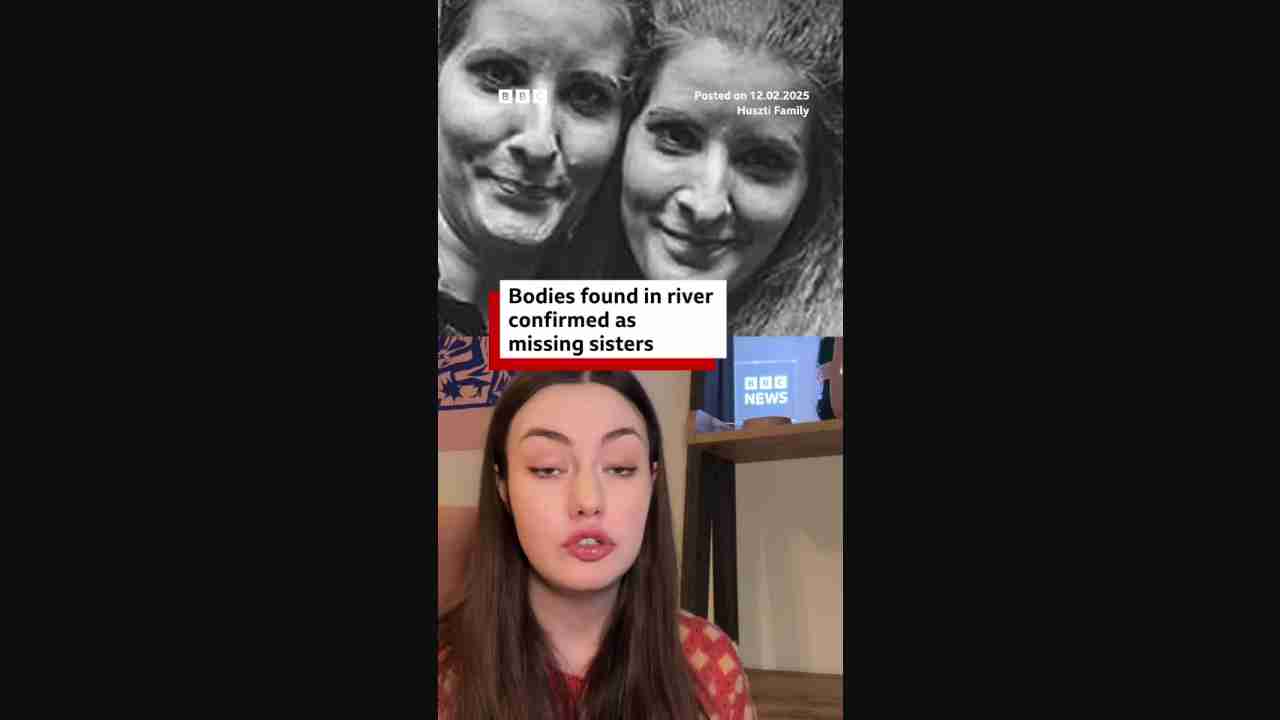 BBC
Posted on 12.02.2025
Huszti Family
Bodies found in river
confirmed as
missing sisters
BBC
NEWS